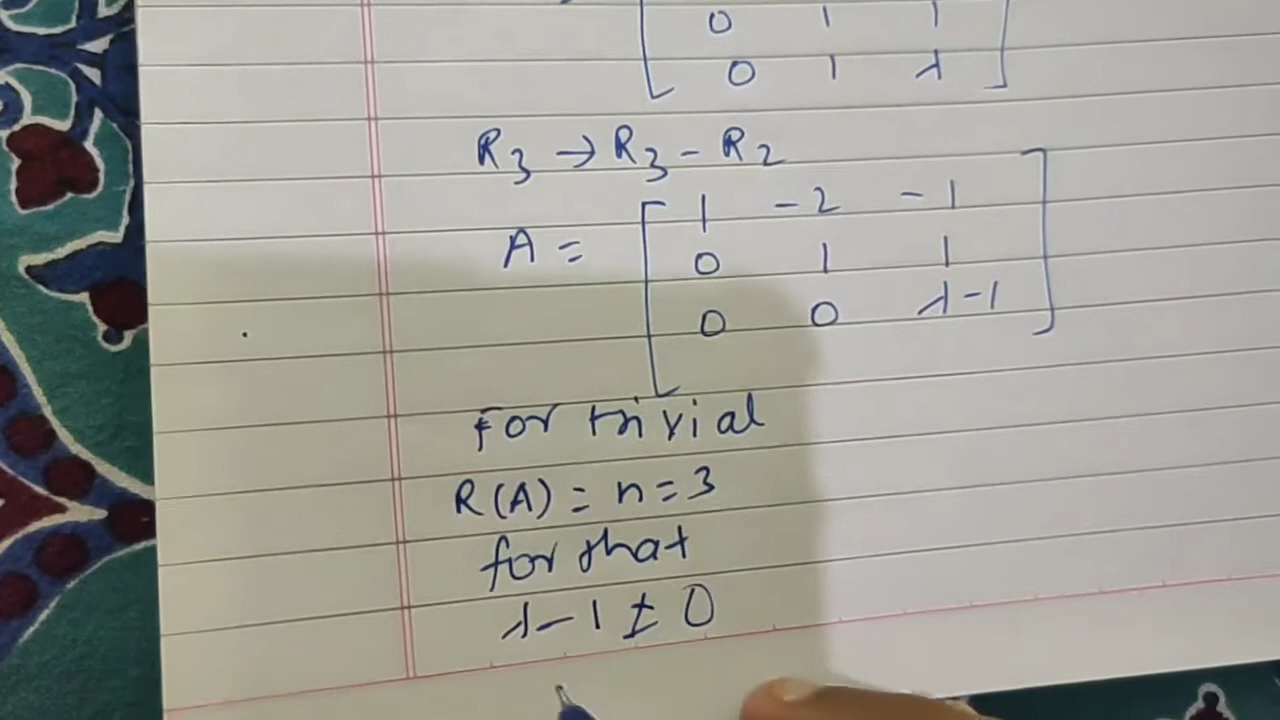 0 1 1
0 1 λ
R3 → R3 - R2
1 -2 -1
A = 0 1 1
0 0 λ-1
For trivial
R(A) = n = 3
for that
λ-1 ± 0